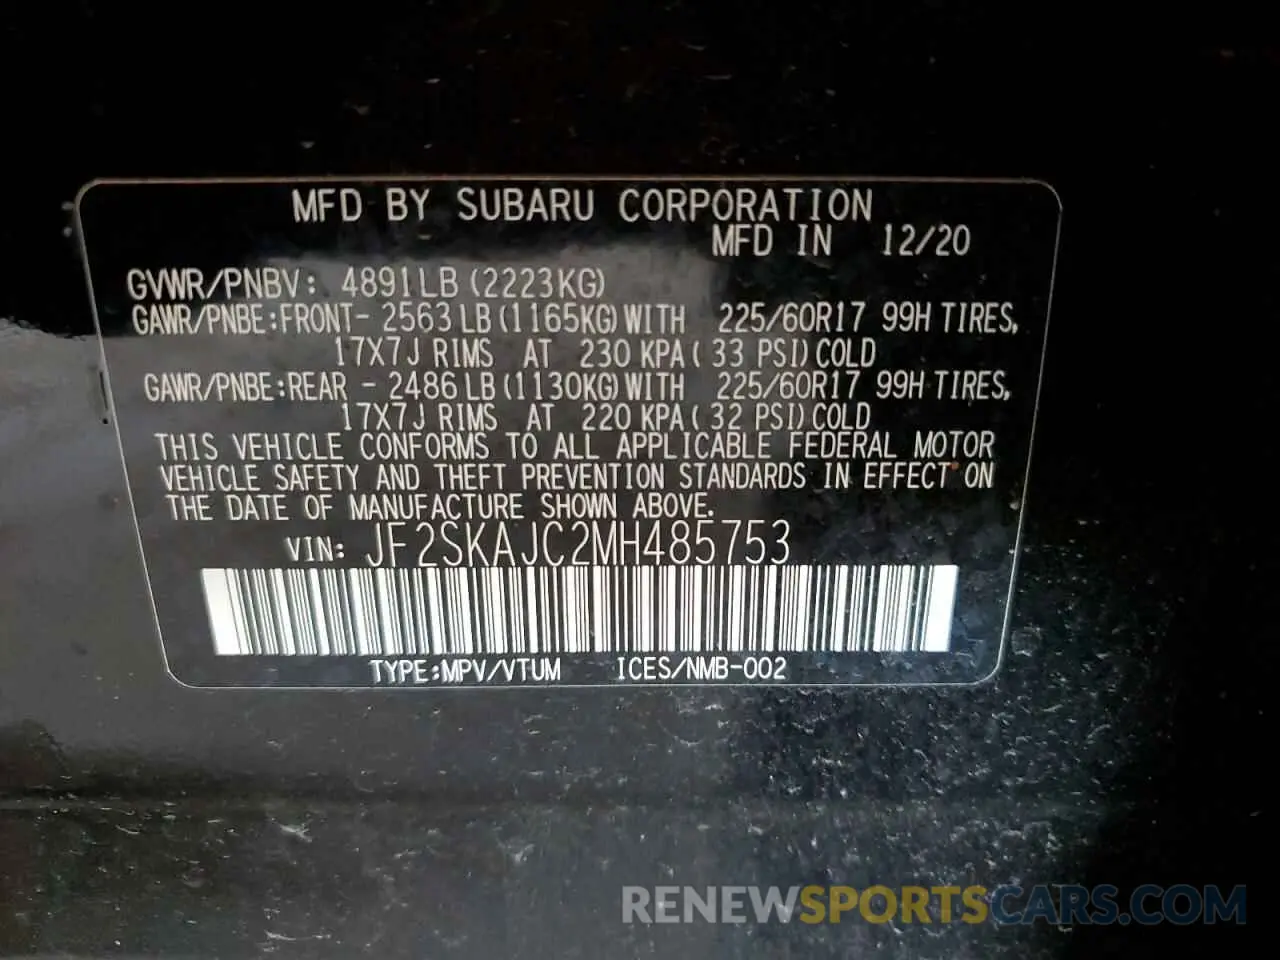 MFD BY SUBARU CORPORATION
MFD IN 12/20
GVWR/PNBV: 4891LB (2223KG)
GAWR/PNBE:FRONT- 2563 LB (1165KG) WITH 225/60R17 99H TIRES,
17X7J RIMS AT 230 KPA( 33 PSI) COLD
GAWR/PNBE:REAR - 2486 LB (1130KG) WITH 225/60R17 99H TIRES,
17X7J RIMS AT 220 KPA( 32 PSI) COLD
THIS VEHICLE CONFORMS TO ALL APPLICABLE FEDERAL MOTOR
VEHICLE SAFETY AND THEFT PREVENTION STANDARDS IN EFFECT ON
THE DATE OF MANUFACTURE SHOWN ABOVE.
VIN: JF2SKAJC2MH485753
TYPE:MPV/VTUM ICES/NMB-002
RENEWSPORTSCARS.COM